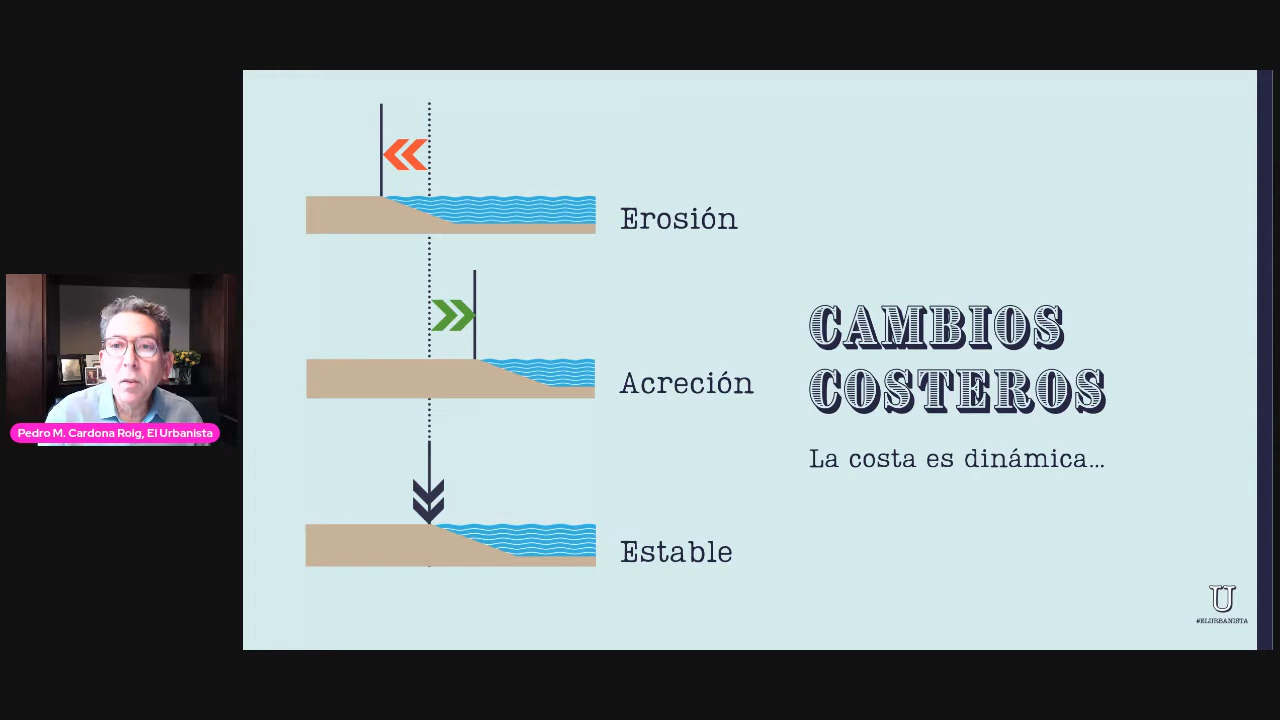 Erosión
Acreción
Estable
CAMBIOS
COSTEROS
La costa es dinámica...
Pedro M. Cardona Roig, El Urbanista
U
#ELURBANISTA